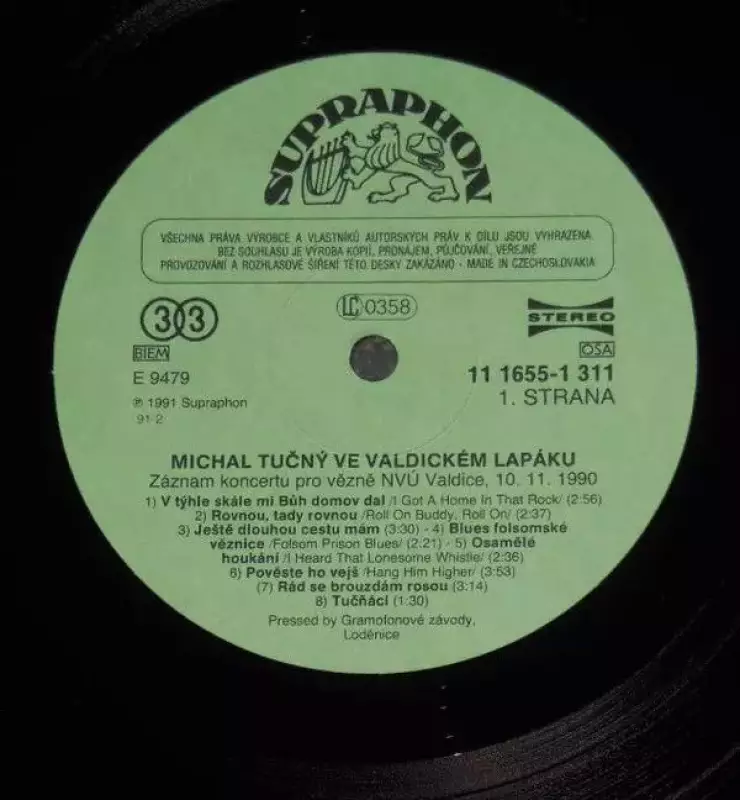 SUPRAPHON
VŠECHNA PRÁVA VÝROBCE A VLASTNÍKŮ AUTORSKÝCH PRÁV K DÍLU JSOU VYHRAZENA.
BEZ SOUHLASU JE VÝROBA KOPIÍ, PRONÁJEM, PŮJČOVÁNÍ, VEŘEJNÉ
PROVOZOVÁNÍ A ROZHLASOVÉ ŠÍŘENÍ TÉTO DESKY ZAKÁZÁNO - MADE IN CZECHOSLOVAKIA
33
LC 0358
STEREO
BIEM
OSA
E 9479
11 1655-1 311
℗ 1991 Supraphon
1. STRANA
91-2
MICHAL TUČNÝ VE VALDICKÉM LAPÁKU
Záznam koncertu pro vězně NVÚ Valdice, 10. 11. 1990
1) V týhle skále mi Bůh domov dal /I Got A Home In That Rock/ (2:56)
2) Rovnou, tady rovnou /Roll On Buddy, Roll On/ (2:37)
3) Ještě dlouhou cestu mám (3:30) - 4) Blues folsomské
věznice /Folsom Prison Blues/ (2.21) - 5) Osamělé
houkání /I Heard That Lonesome Whistle/ (2:36)
6) Pověste ho vejš /Hang Him Higher/ (3:53)
(7) Rád se brouzdám rosou (3:14)
8) Tučňáci (1:30)
Pressed by Gramofonové závody,
Loděnice